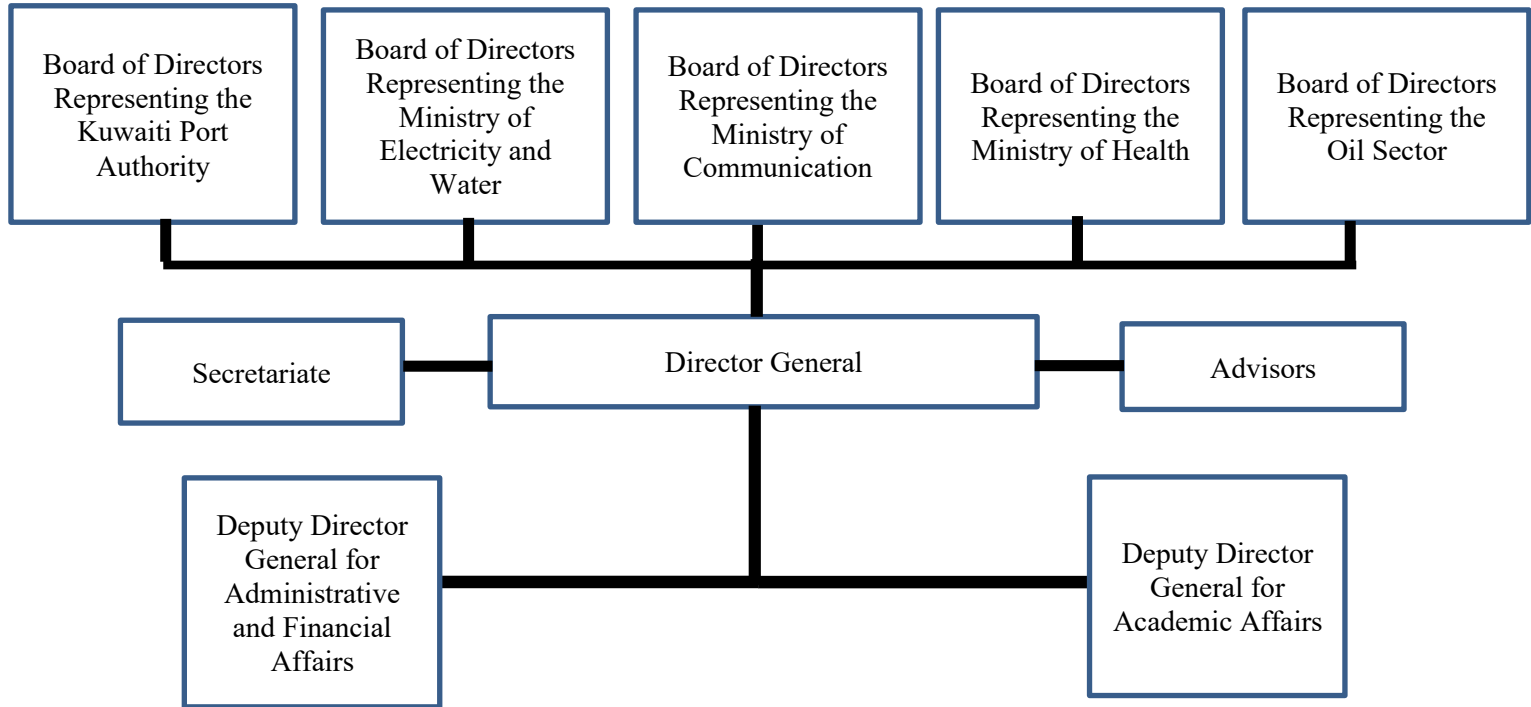 Board of Directors
Representing the
Kuwaiti Port
Authority
Board of Directors
Representing the
Ministry of
Electricity and
Water
Board of Directors
Representing the
Ministry of
Communication
Board of Directors
Representing the
Ministry of Health
Board of Directors
Representing the
Oil Sector
Secretariate
Director General
Advisors
Deputy Director
General for
Administrative
and Financial
Affairs
Deputy Director
General for
Academic Affairs